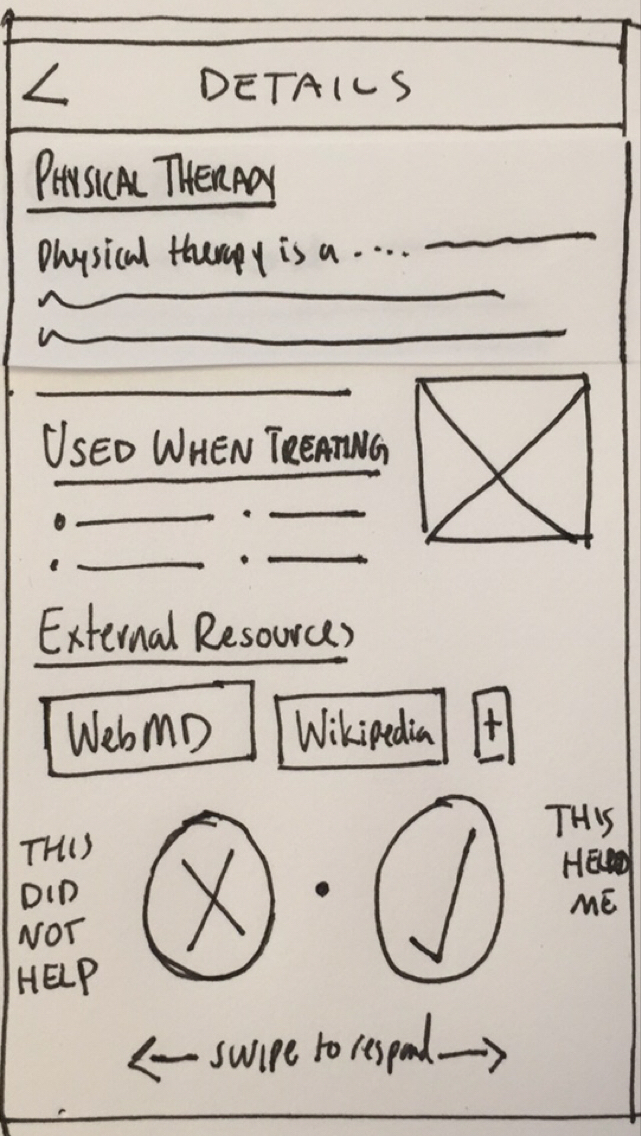 < DETAILS
PHYSICAL THERAPY
Physical therapy is a ....
USED WHEN TREATING
External Resources
WebMD Wikipedia +
THIS
DID
NOT
HELP
THIS
HELPED
ME
swipe to respond